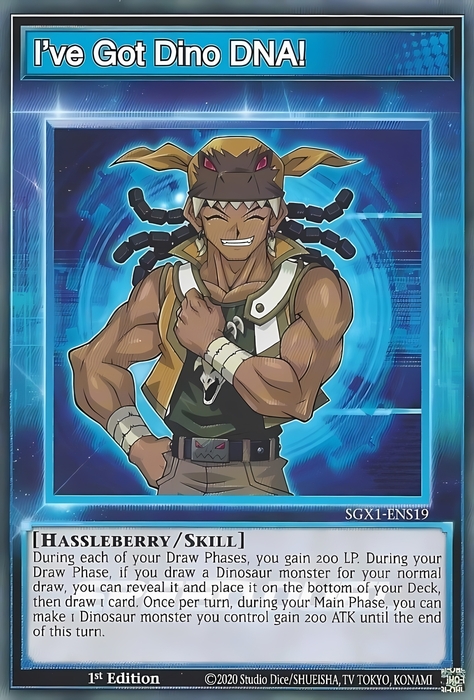 I've Got Dino DNA!
SGX1-ENS19
[HASSLEBERRY/SKILL]
During each of your Draw Phases, you gain 200 LP. During your
Draw Phase, if you draw a Dinosaur monster for your normal
draw, you can reveal it and place it on the bottom of your Deck,
then draw 1 card. Once per turn, during your Main Phase, you can
make 1 Dinosaur monster you control gain 200 ATK until the end
of this turn.
1st Edition
©2020 Studio Dice/SHUEISHA, TV TOKYO, KONAMI